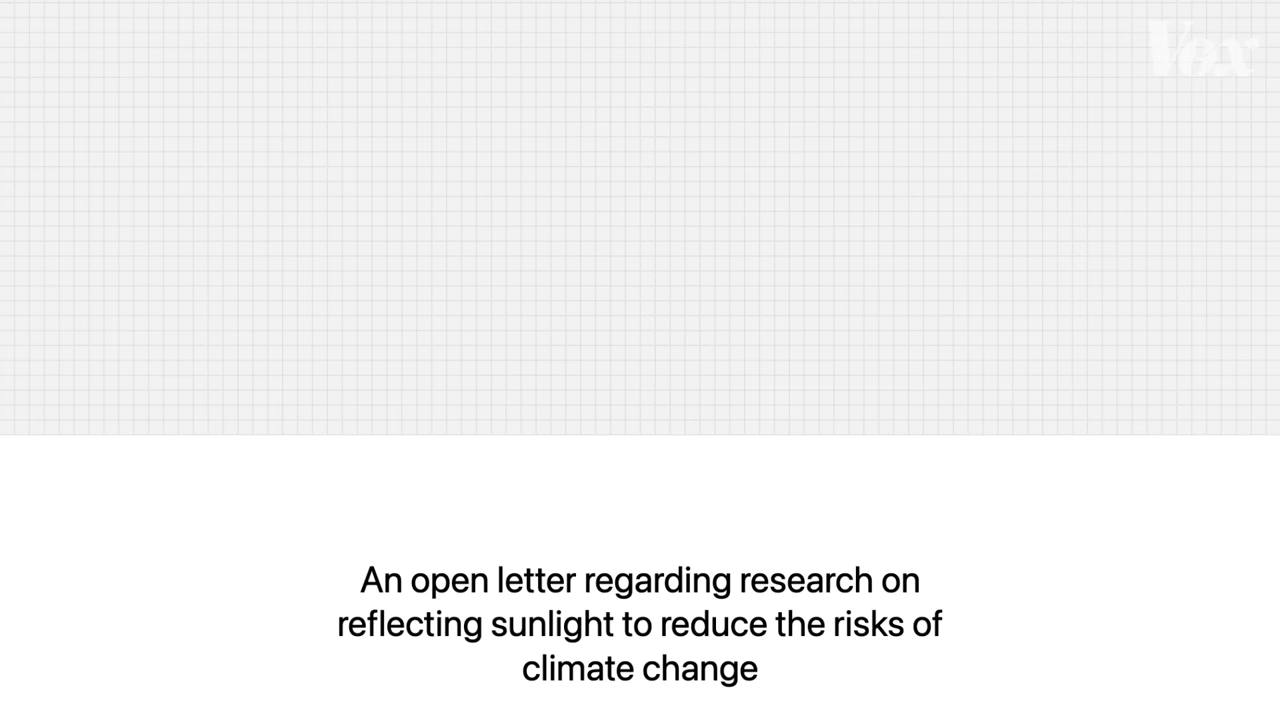 Vox
An open letter regarding research on
reflecting sunlight to reduce the risks of
climate change